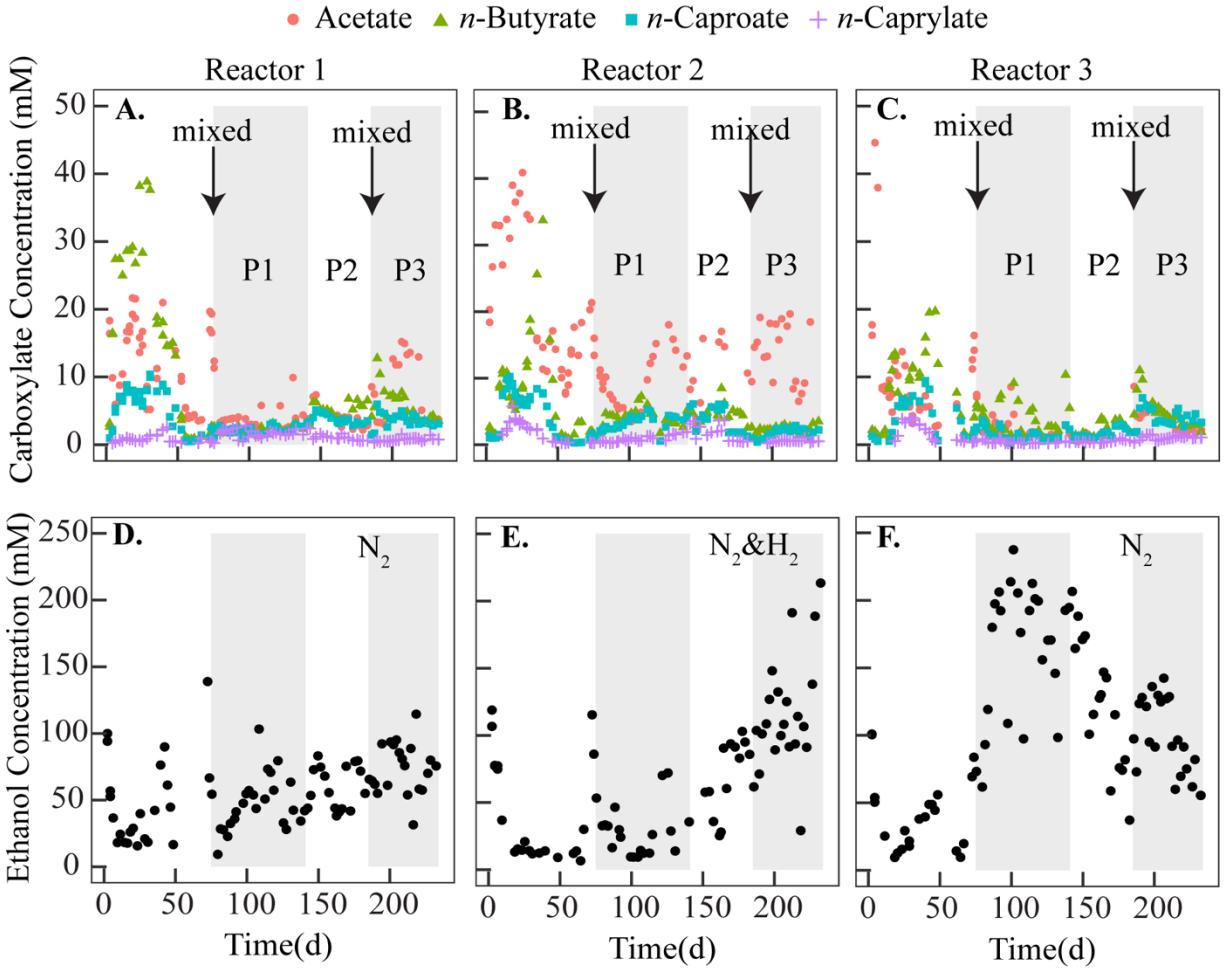 Acetate n-Butyrate n-Caproate n-Caprylate
Reactor 1 Reactor 2 Reactor 3
Carboxylate Concentration (mM)
50
40
30
20
10
0
A. mixed mixed P1 P2 P3
B. mixed mixed P1 P2 P3
C. mixed mixed P1 P2 P3
Ethanol Concentration (mM)
250
200
150
100
50
0
D. N₂
E. N₂&H₂
F. N₂
0 50 100 150 200 0 50 100 150 200 0 50 100 150 200
Time(d) Time(d) Time(d)